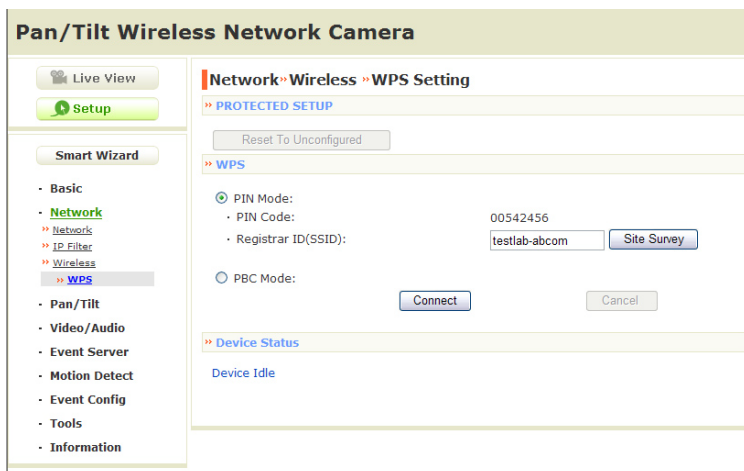 Pan/Tilt Wireless Network Camera
Live View
Setup
Smart Wizard
· Basic
· Network
» Network
» IP Filter
» Wireless
» WPS
· Pan/Tilt
· Video/Audio
· Event Server
· Motion Detect
· Event Config
· Tools
· Information
Network»Wireless »WPS Setting
» PROTECTED SETUP
Reset To Unconfigured
» WPS
PIN Mode:
· PIN Code: 00542456
· Registrar ID(SSID): testlab-abcom Site Survey
PBC Mode:
Connect Cancel
» Device Status
Device Idle